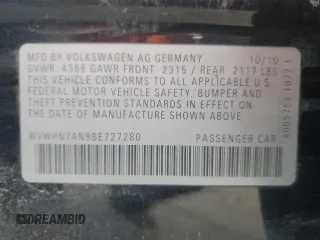 MFD BY VOLKSWAGEN AG GERMANY 10/10
GVWR 4366 GAWR FRONT 2315 / REAR 2117 LBS
THIS VEHICLE CONFORMS TO ALL APPLICABLE U.S
FEDERAL MOTOR VEHICLE SAFETY, BUMPER AND
THEFT PREVENTION STANDARDS IN EFFECT ON THE
DATE OF MANUFACTURE SHOWN ABOVE
WVWHN7AN9BE727280 PASSENGER CAR
DREAMBID